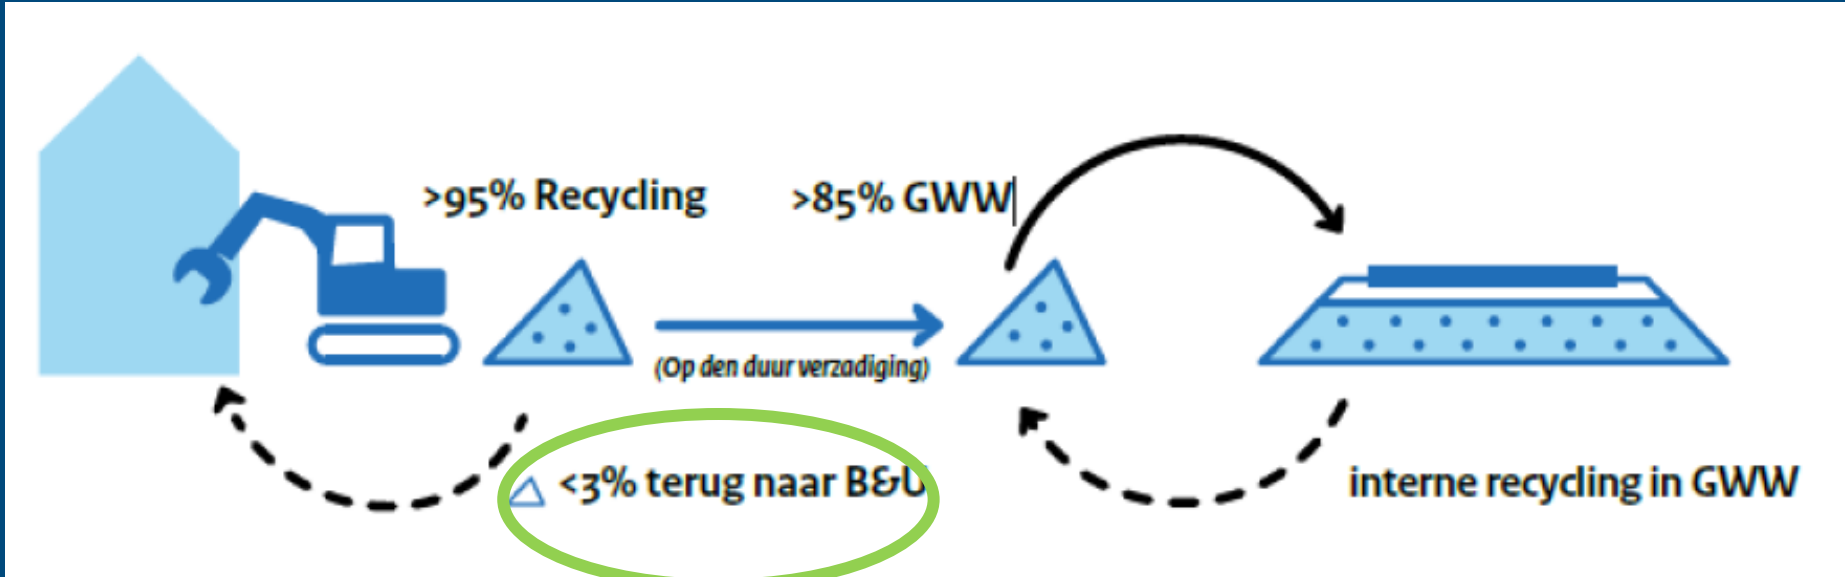 >95% Recycling
>85% GWW
(Op den duur verzadiging)
<3% terug naar B&U
interne recycling in GWW